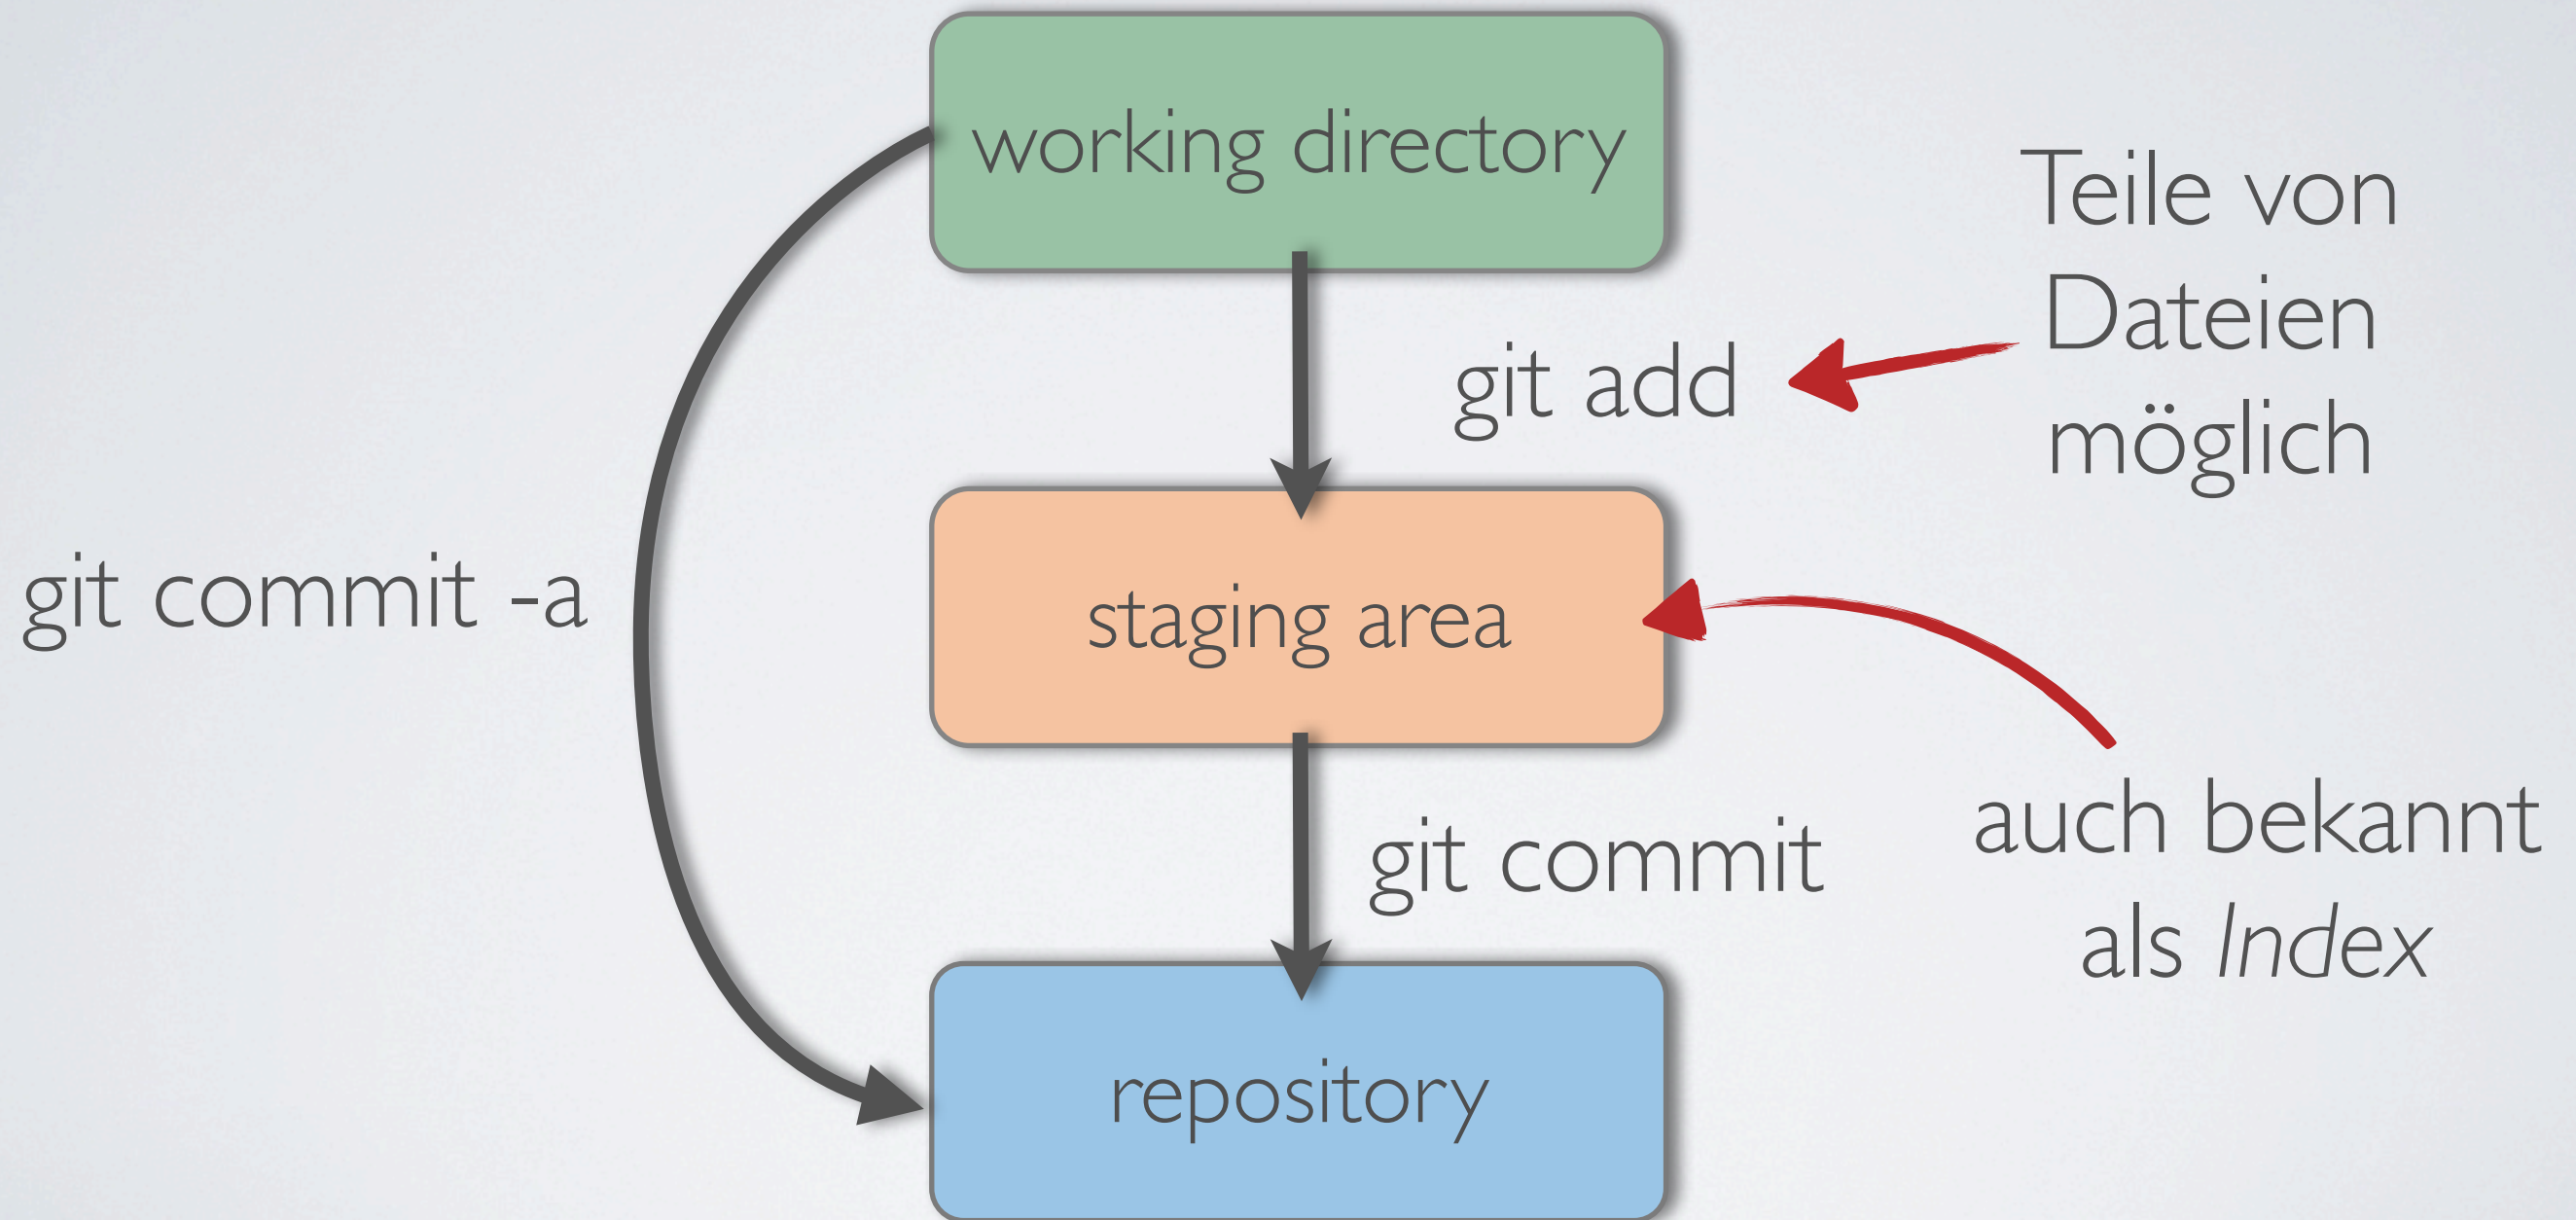 working directory
Teile von
Dateien
möglich
git add
git commit -a
staging area
auch bekannt
als Index
git commit
repository